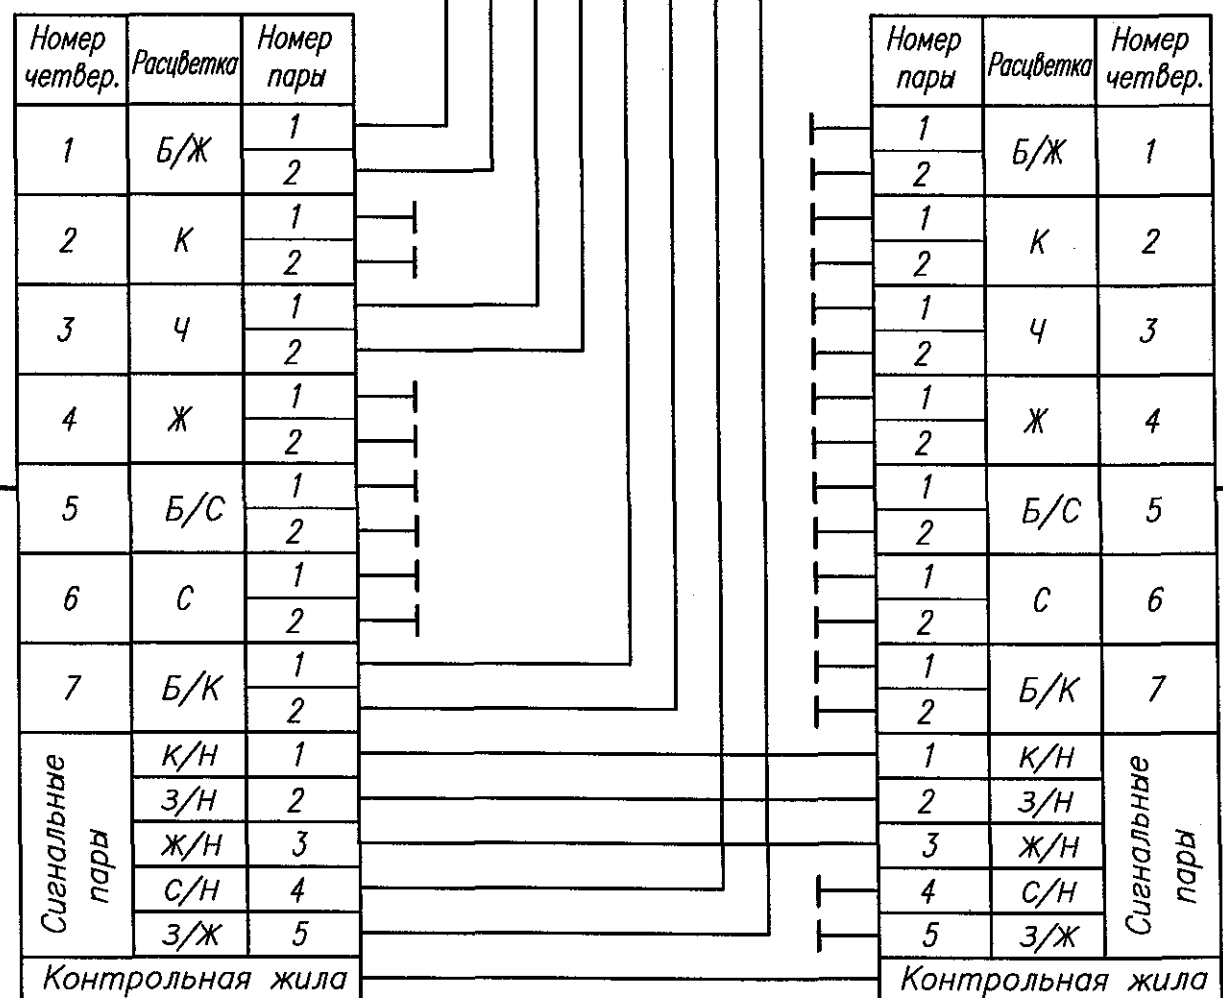 Номер четвер. Расцветка Номер пары
1 Б/Ж 1
2
2 К 1
2
3 Ч 1
2
4 Ж 1
2
5 Б/С 1
2
6 С 1
2
7 Б/К 1
2
Сигнальные пары
К/Н 1
З/Н 2
Ж/Н 3
С/Н 4
З/Ж 5
Контрольная жила
Номер пары Расцветка Номер четвер.
1 Б/Ж 1
2
1 К 2
2
1 Ч 3
2
1 Ж 4
2
1 Б/С 5
2
1 С 6
2
1 Б/К 7
2
1 К/Н
2 З/Н
3 Ж/Н
4 С/Н
5 З/Ж
Сигнальные пары
Контрольная жила